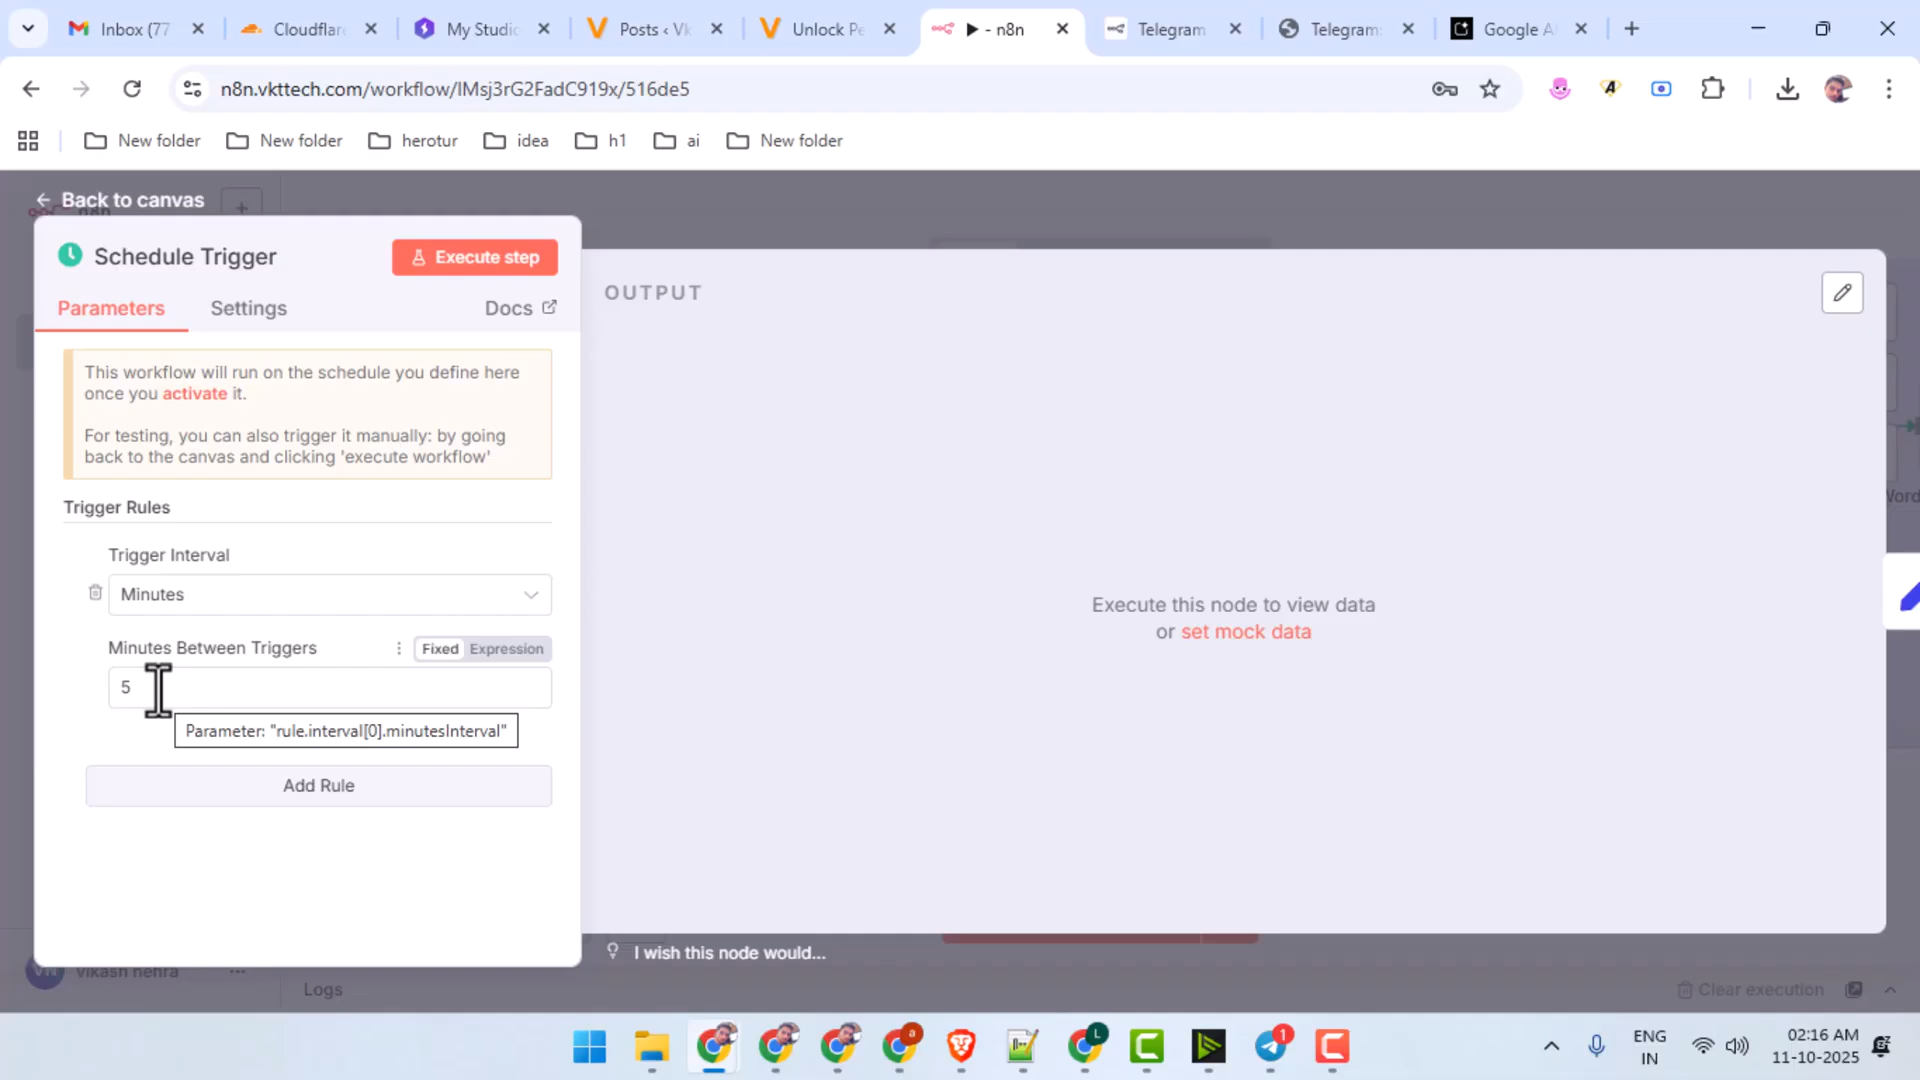 Inbox (77
Cloudflar
My Studio
Posts ‹ Vk
Unlock Pe
▶ - n8n
Telegram
Telegram
Google A
n8n.vkttech.com/workflow/IMsj3rG2FadC919x/516de5
New folder
New folder
herotur
idea
h1
ai
New folder
Back to canvas
Schedule Trigger
Execute step
Parameters
Settings
Docs
This workflow will run on the schedule you define here
once you activate it.
For testing, you can also trigger it manually: by going
back to the canvas and clicking 'execute workflow'
Trigger Rules
Trigger Interval
Minutes
Minutes Between Triggers
Fixed
Expression
5
Parameter: "rule.interval[0].minutesInterval"
Add Rule
OUTPUT
Execute this node to view data
or set mock data
I wish this node would...
VN
vikash nehra
Logs
Clear execution
ENG
IN
02:16 AM
11-10-2025